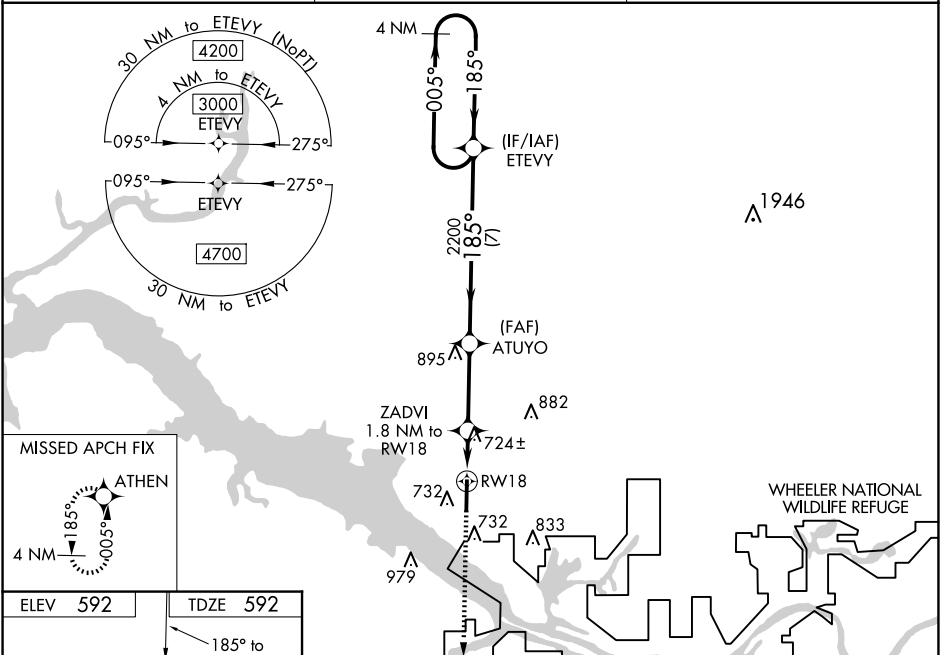 30 NM to ETEVY (NoPT)
4200
4 NM to ETEVY
3000
ETEVY
095°
275°
095°
275°
ETEVY
4700
30 NM to ETEVY
4 NM
005°
185°
(IF/IAF)
ETEVY
1946
2200
185°
(7)
(FAF)
ATUYO
895
882
ZADVI
1.8 NM to
RW18
724±
RW18
732
732
833
979
WHEELER NATIONAL
WILDLIFE REFUGE
MISSED APCH FIX
ATHEN
185°
005°
4 NM
ELEV 592
TDZE 592
185° to